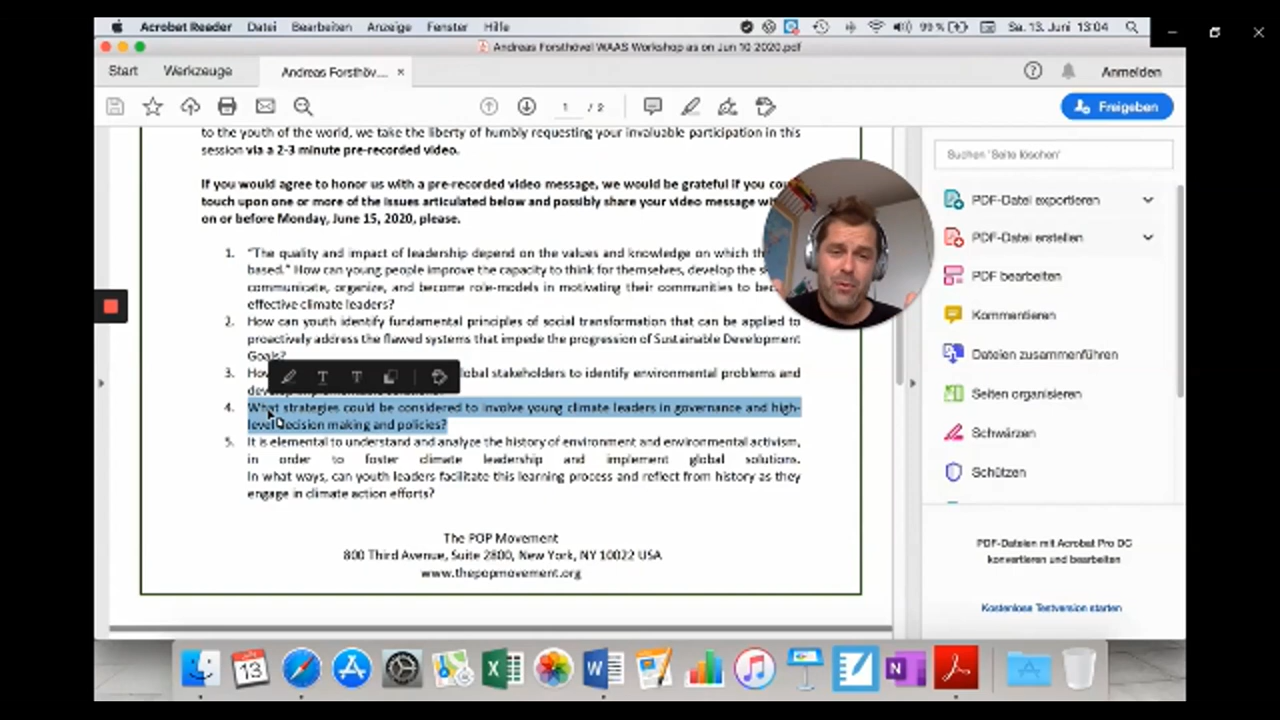 Acrobat Reader Datei Bearbeiten Anzeige Fenster Hilfe 99 % Sa. 13. Juni 13:04
Andreas Forsthövel WAAS Workshop as on Jun 10 2020.pdf
Start Werkzeuge Andreas Forsthöv... × Anmelden
1 / 2 Freigeben
to the youth of the world, we take the liberty of humbly requesting your invaluable participation in this
session via a 2-3 minute pre-recorded video.
If you would agree to honor us with a pre-recorded video message, we would be grateful if you
touch upon one or more of the issues articulated below and possibly share your video message
on or before Monday, June 15, 2020, please.
1. “The quality and impact of leadership depend on the values and knowledge on which
based.” How can young people improve the capacity to think for themselves, develop the
communicate, organize, and become role-models in motivating their communities to
effective climate leaders?
2. How can youth identify fundamental principles of social transformation that can be applied to
proactively address the flawed systems that impede the progression of Sustainable Development
Goals?
3. stakeholders to identify environmental problems and
4. What strategies could be considered to involve young climate leaders in governance and high-
level decision making and policies?
5. It is elemental to understand and analyze the history of environment and environmental activism,
in order to foster climate leadership and implement global solutions.
In what ways, can youth leaders facilitate this learning process and reflect from history as they
engage in climate action efforts?
The POP Movement
800 Third Avenue, Suite 2800, New York, NY 10022 USA
www.thepopmovement.org
Suchen 'Seite löschen'
PDF-Datei exportieren
PDF-Datei erstellen
PDF bearbeiten
Kommentieren
Dateien zusammenführen
Seiten organisieren
Schwärzen
Schützen
PDF-Dateien mit Acrobat Pro DC
konvertieren und bearbeiten
Kostenlose Testversion starten
13